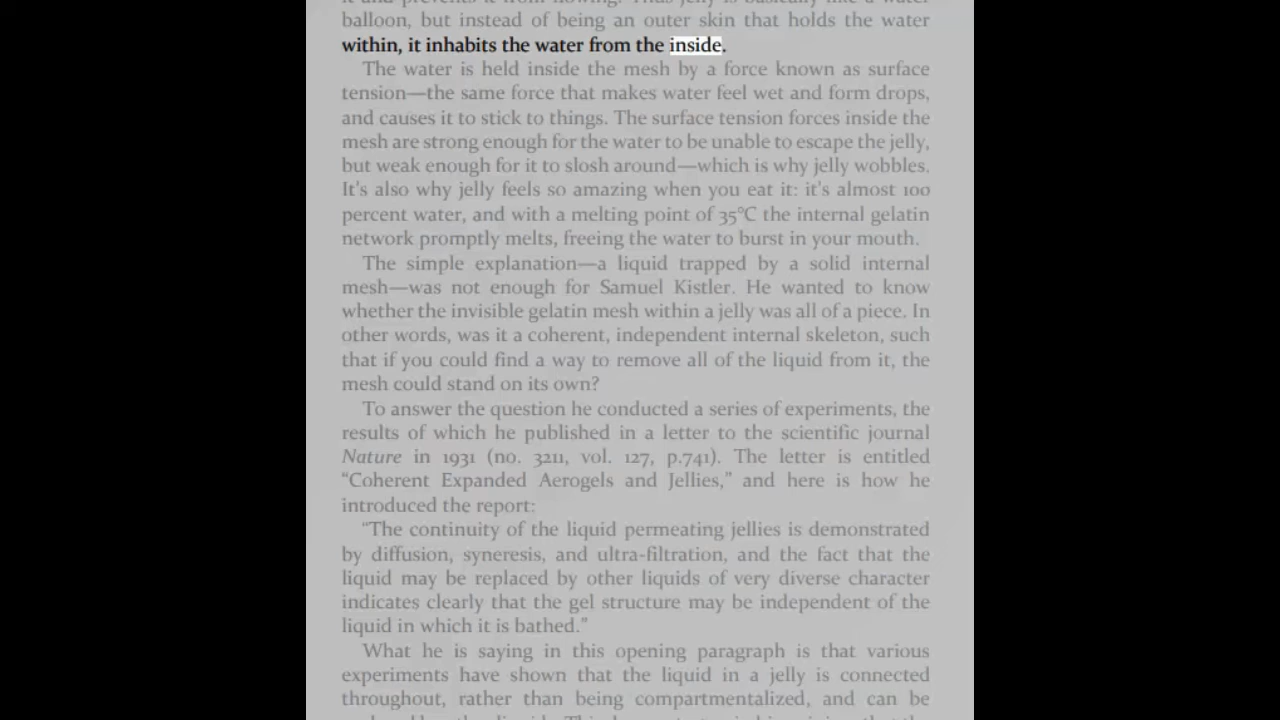 balloon, but instead of being an outer skin that holds the water
within, it inhabits the water from the inside.
The water is held inside the mesh by a force known as surface
tension—the same force that makes water feel wet and form drops,
and causes it to stick to things. The surface tension forces inside the
mesh are strong enough for the water to be unable to escape the jelly,
but weak enough for it to slosh around—which is why jelly wobbles.
It's also why jelly feels so amazing when you eat it: it's almost 100
percent water, and with a melting point of 35°C the internal gelatin
network promptly melts, freeing the water to burst in your mouth.
The simple explanation—a liquid trapped by a solid internal
mesh—was not enough for Samuel Kistler. He wanted to know
whether the invisible gelatin mesh within a jelly was all of a piece. In
other words, was it a coherent, independent internal skeleton, such
that if you could find a way to remove all of the liquid from it, the
mesh could stand on its own?
To answer the question he conducted a series of experiments, the
results of which he published in a letter to the scientific journal
Nature in 1931 (no. 3211, vol. 127, p.741). The letter is entitled
“Coherent Expanded Aerogels and Jellies,” and here is how he
introduced the report:
“The continuity of the liquid permeating jellies is demonstrated
by diffusion, syneresis, and ultra-filtration, and the fact that the
liquid may be replaced by other liquids of very diverse character
indicates clearly that the gel structure may be independent of the
liquid in which it is bathed.”
What he is saying in this opening paragraph is that various
experiments have shown that the liquid in a jelly is connected
throughout, rather than being compartmentalized, and can be